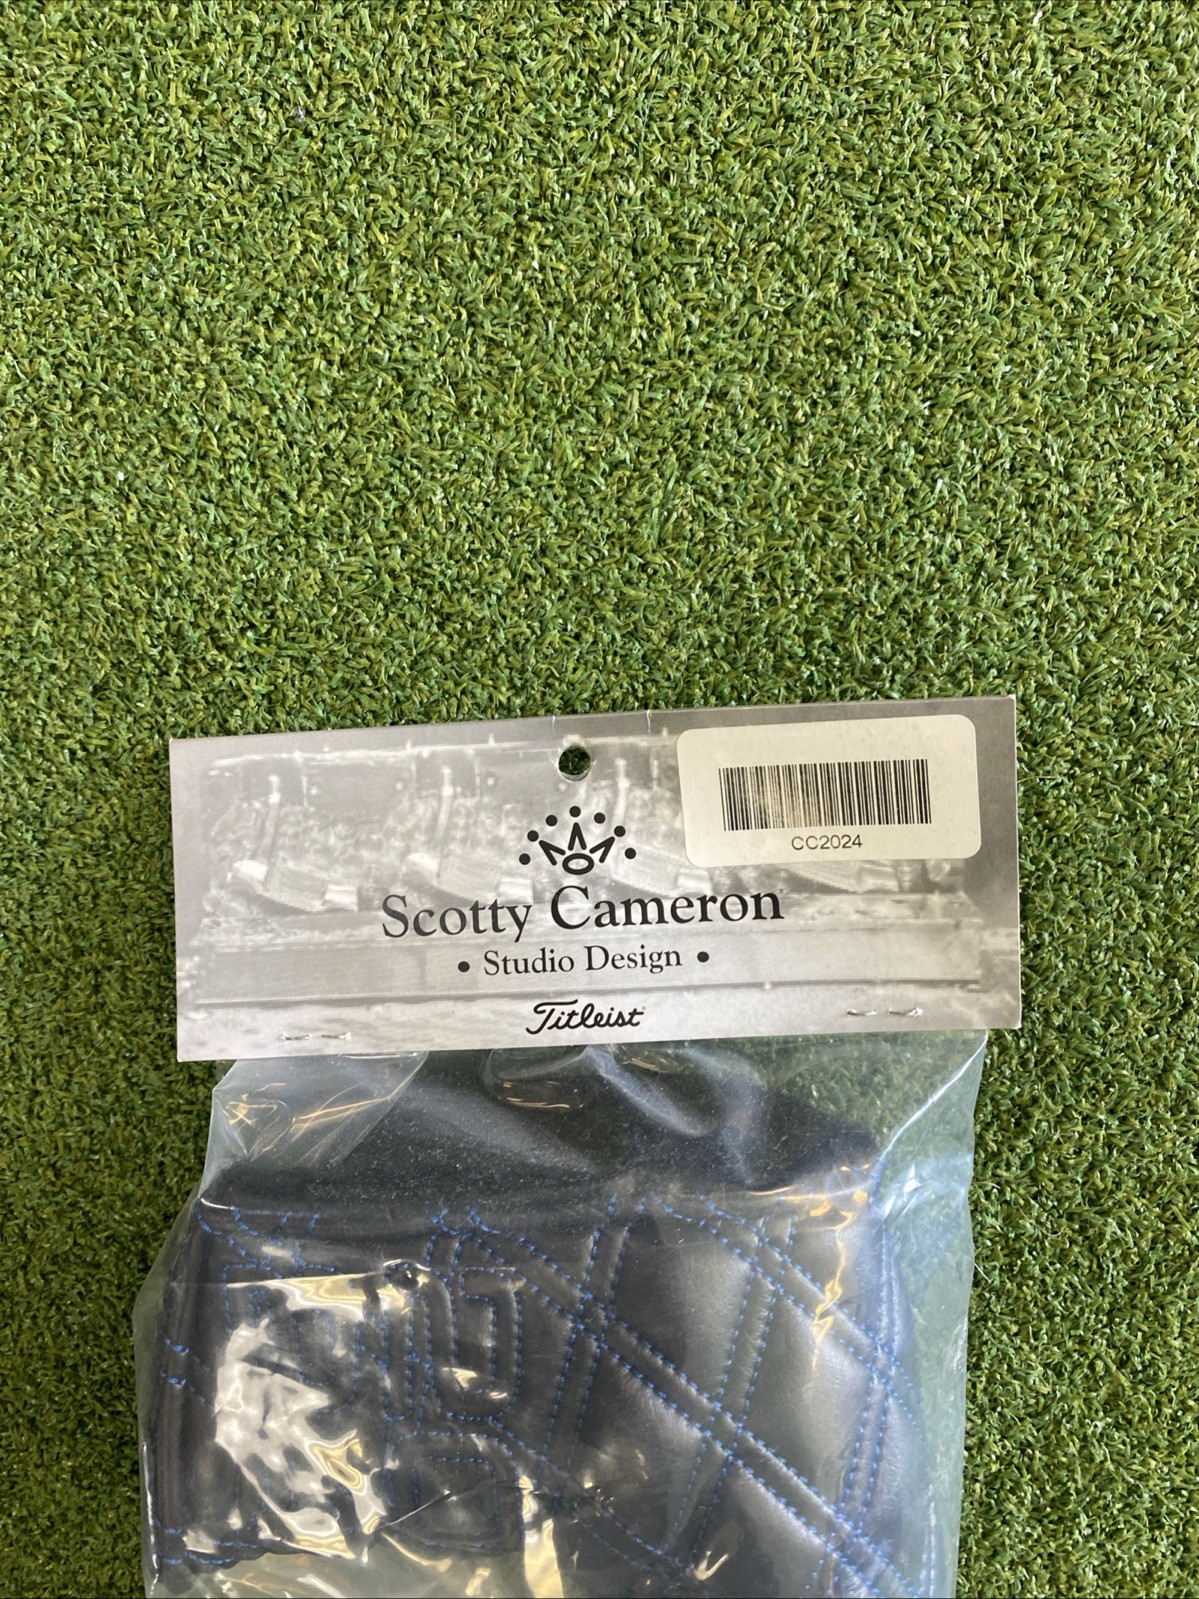 CC2024
Scotty Cameron
• Studio Design •
Titleist